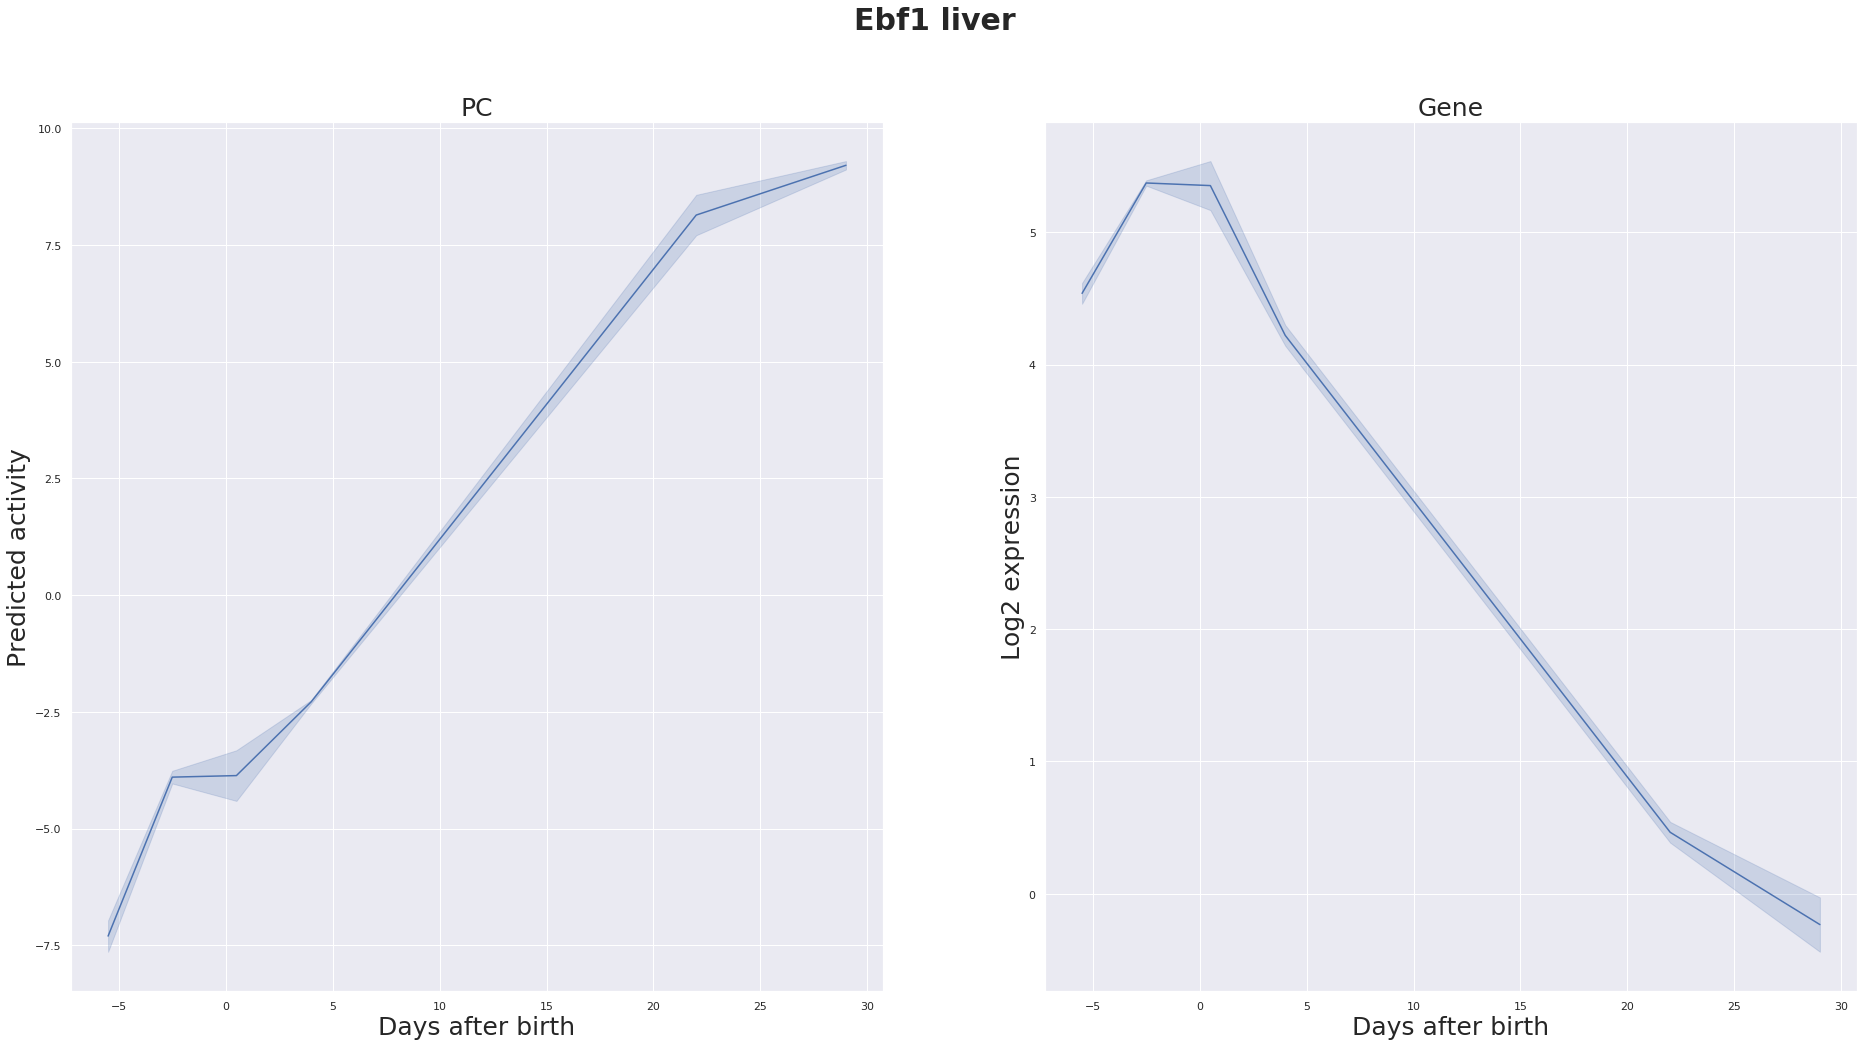 Ebf1 liver
PC
Predicted activity
10.0
7.5
5.0
2.5
0.0
−2.5
−5.0
−7.5
−5 0 5 10 15 20 25 30
Days after birth
Gene
Log2 expression
5
4
3
2
1
0
−5 0 5 10 15 20 25 30
Days after birth